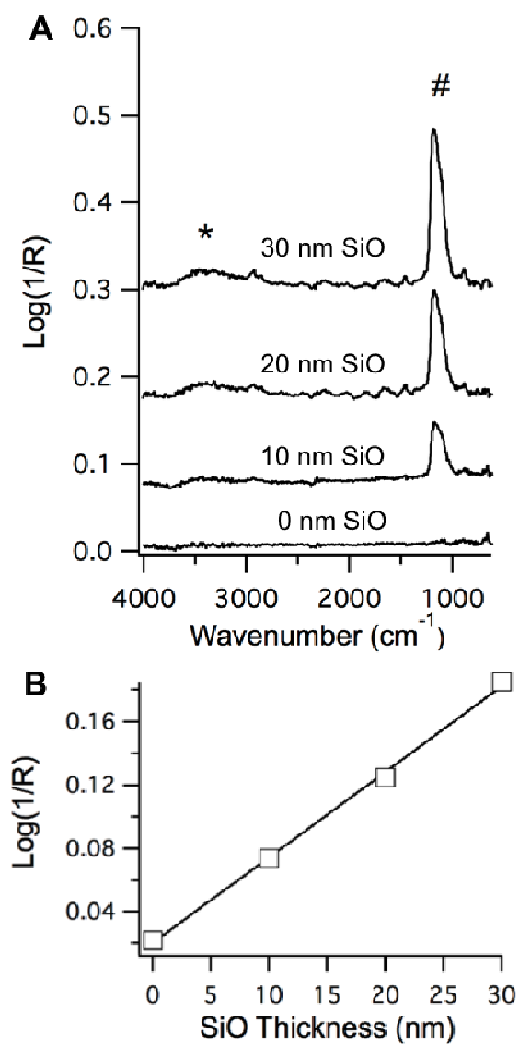 A
0.6
0.5
0.4
0.3
0.2
0.1
0.0
Log(1/R)
#
*
30 nm SiO
20 nm SiO
10 nm SiO
0 nm SiO
4000 3000 2000 1000
Wavenumber (cm⁻¹)
B
0.16
0.12
0.08
0.04
Log(1/R)
0 5 10 15 20 25 30
SiO Thickness (nm)